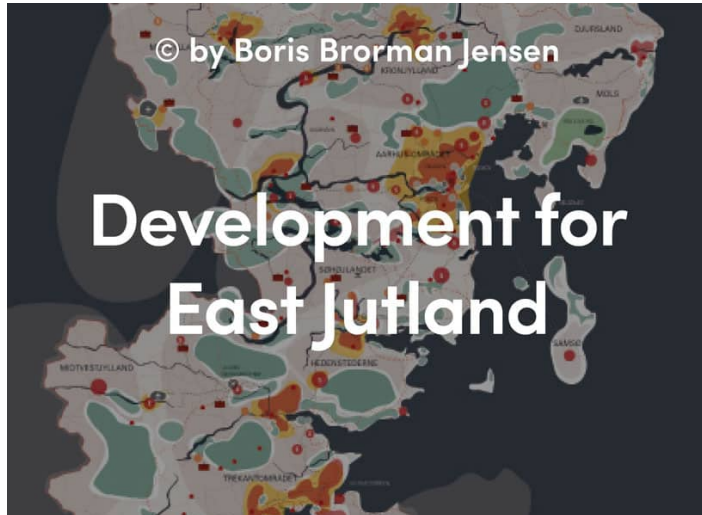 DJURSLAND
© by Boris Brorman Jensen
KRONJYLLAND
MOLS
AARHUSOMRÅDET
Development for
SØHØJLANDET
East Jutland
SAMSØ
MIDTVESTJYLLAND
HEDENSTEDERNE
TREKANTOMRÅDET